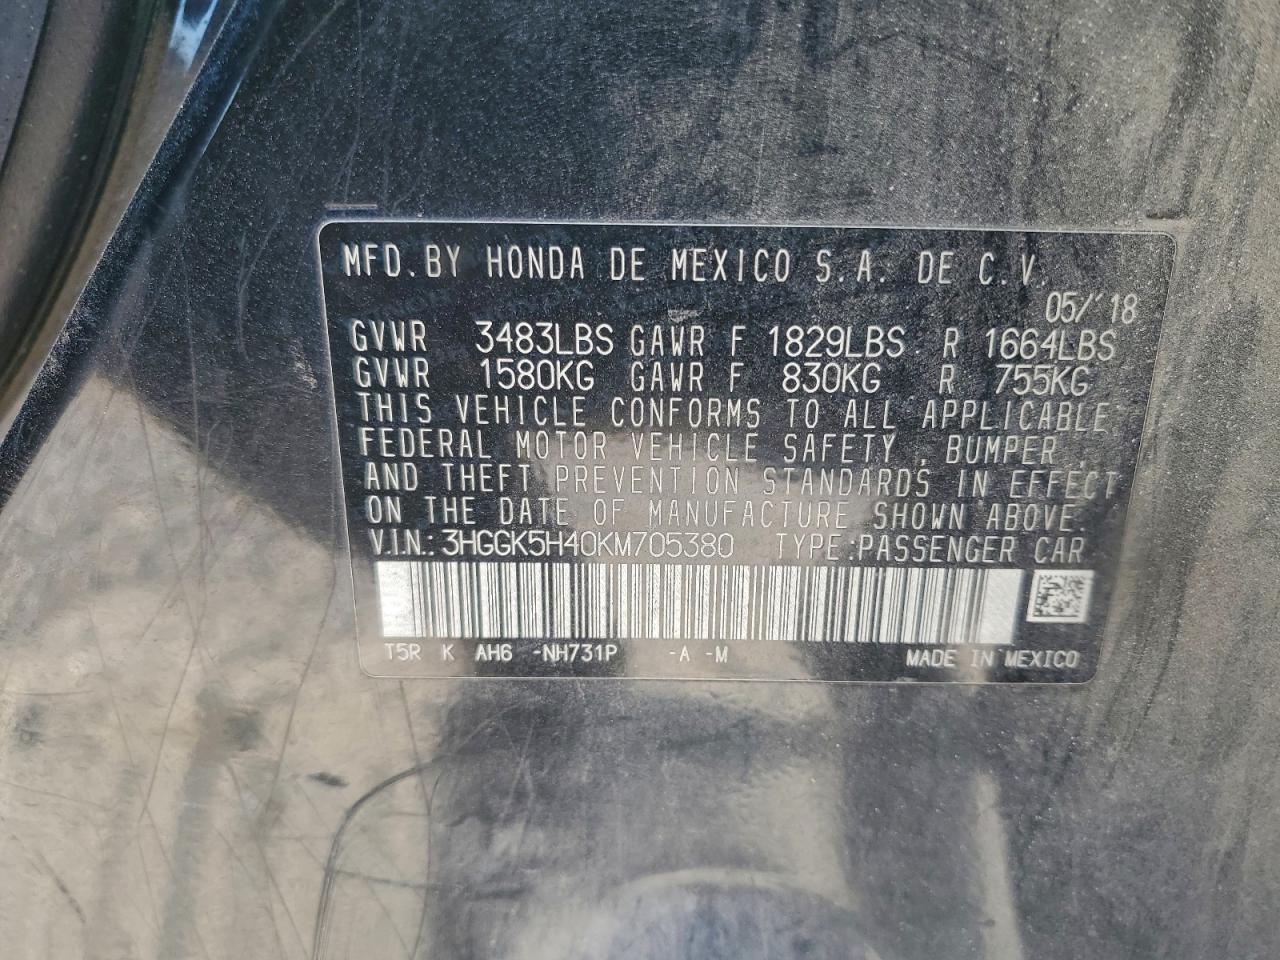 MFD. BY HONDA DE MEXICO S.A. DE C.V.
05/'18
GVWR 3483LBS GAWR F 1829LBS R 1664LBS
GVWR 1580KG GAWR F 830KG R 755KG
THIS VEHICLE CONFORMS TO ALL APPLICABLE
FEDERAL MOTOR VEHICLE SAFETY, BUMPER,
AND THEFT PREVENTION STANDARDS IN EFFECT
ON THE DATE OF MANUFACTURE SHOWN ABOVE.
V.I.N.: 3HGGK5H40KM705380 TYPE:PASSENGER CAR
T5R K AH6 -NH731P -A -M MADE IN MEXICO